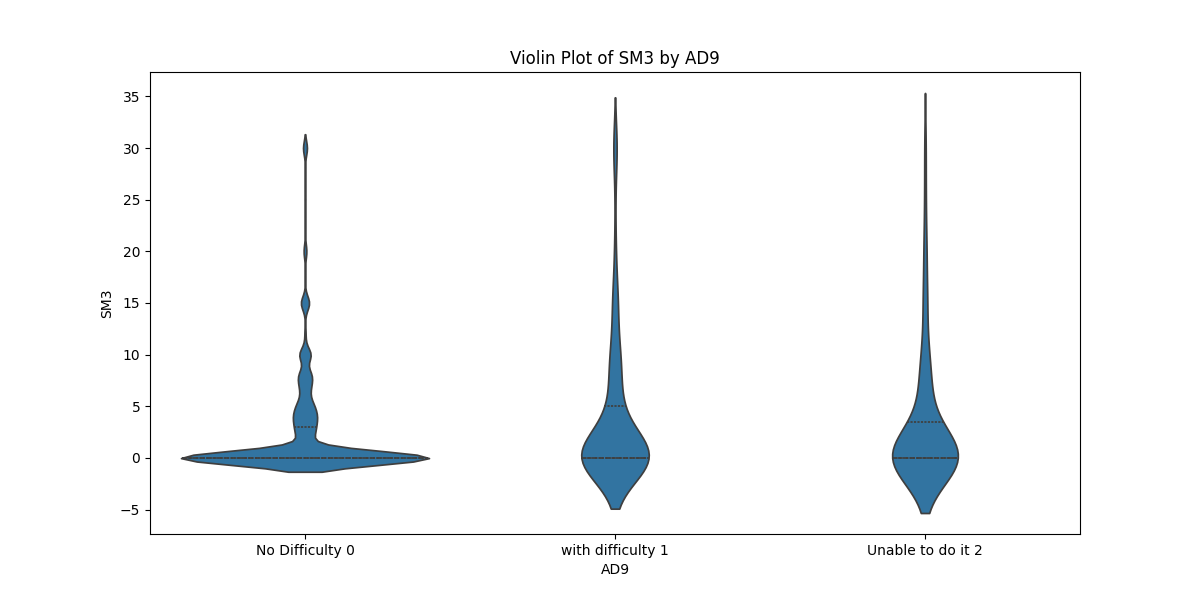 Violin Plot of SM3 by AD9
35
30
25
20
15
10
5
0
−5
SM3
No Difficulty 0
with difficulty 1
Unable to do it 2
AD9